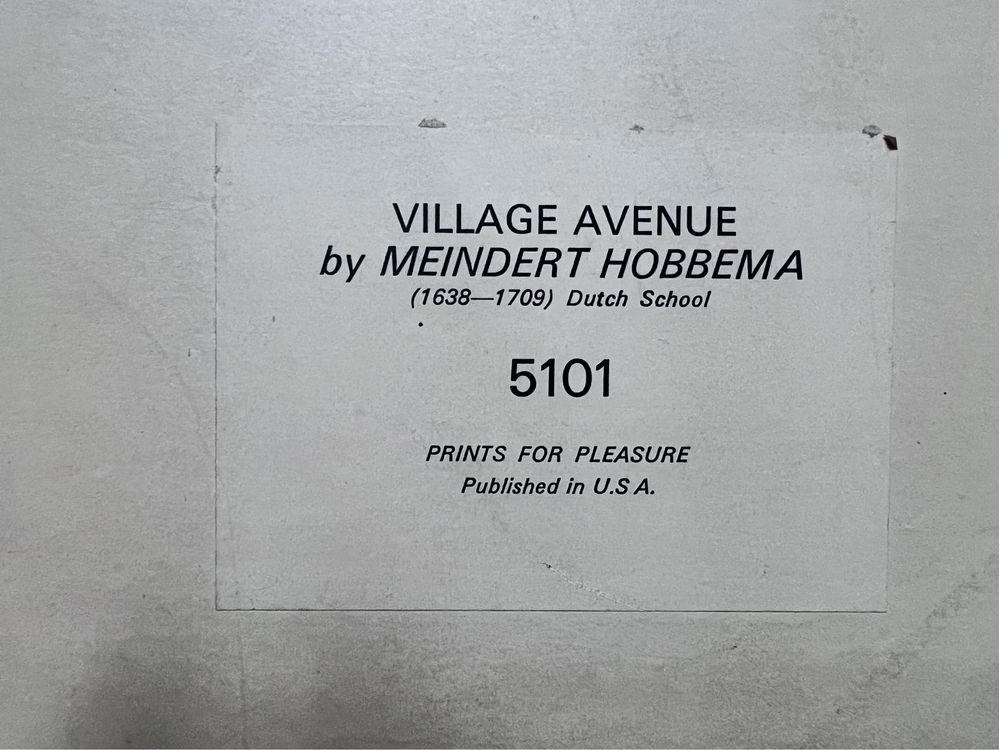 VILLAGE AVENUE
by MEINDERT HOBBEMA
(1638—1709) Dutch School
5101
PRINTS FOR PLEASURE
Published in U.S A.